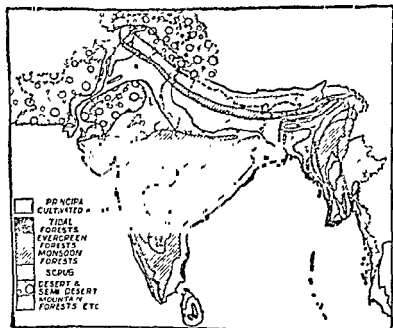 PRINCIPA
CULTIVATED
TIDAL
FORESTS
EVERGREEN
FORESTS
MONSOON
FORESTS
SCRUB
DESERT &
SEMI DESERT
MOUNTAIN
FORESTS ETC